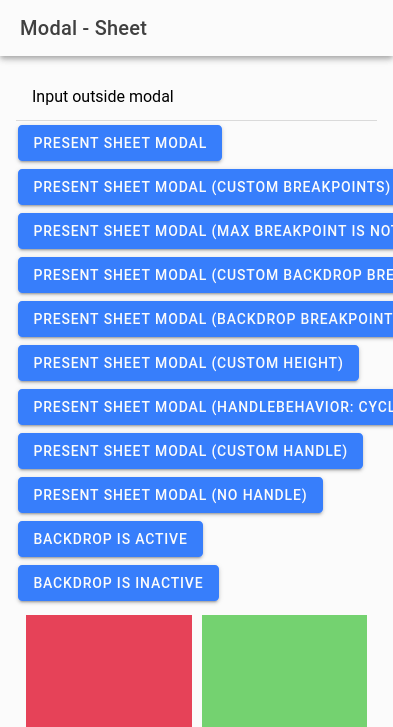 Modal - Sheet
Input outside modal
PRESENT SHEET MODAL
PRESENT SHEET MODAL (CUSTOM BREAKPOINTS)
PRESENT SHEET MODAL (MAX BREAKPOINT IS NOT
PRESENT SHEET MODAL (CUSTOM BACKDROP BRE
PRESENT SHEET MODAL (BACKDROP BREAKPOINT
PRESENT SHEET MODAL (CUSTOM HEIGHT)
PRESENT SHEET MODAL (HANDLEBEHAVIOR: CYCL
PRESENT SHEET MODAL (CUSTOM HANDLE)
PRESENT SHEET MODAL (NO HANDLE)
BACKDROP IS ACTIVE
BACKDROP IS INACTIVE